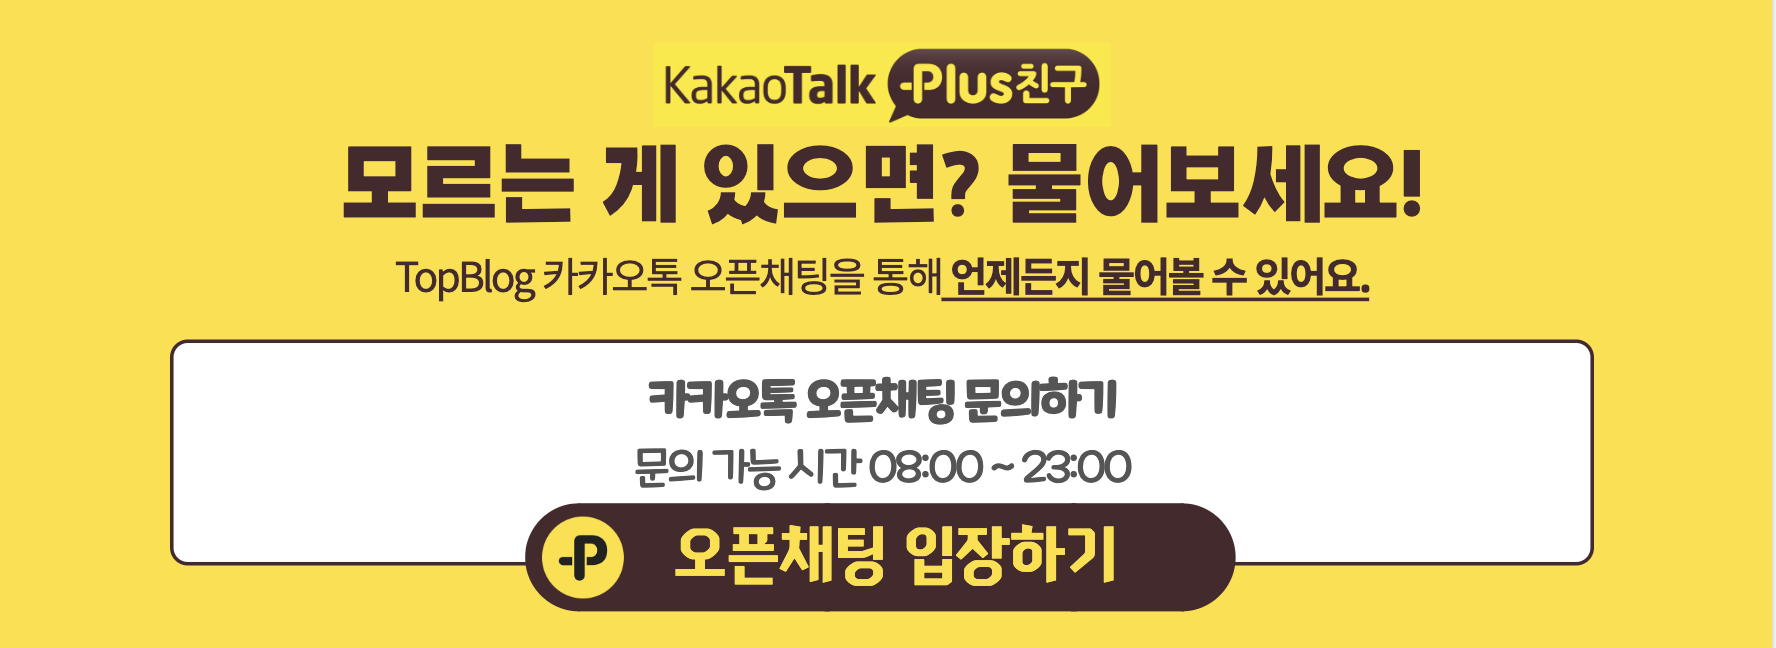 KakaoTalk Plus친구
모르는 게 있으면? 물어보세요!
TopBlog 카카오톡 오픈채팅을 통해 언제든지 물어볼 수 있어요.
카카오톡 오픈채팅 문의하기
문의 가능 시간 08:00 ~ 23:00
P 오픈채팅 입장하기